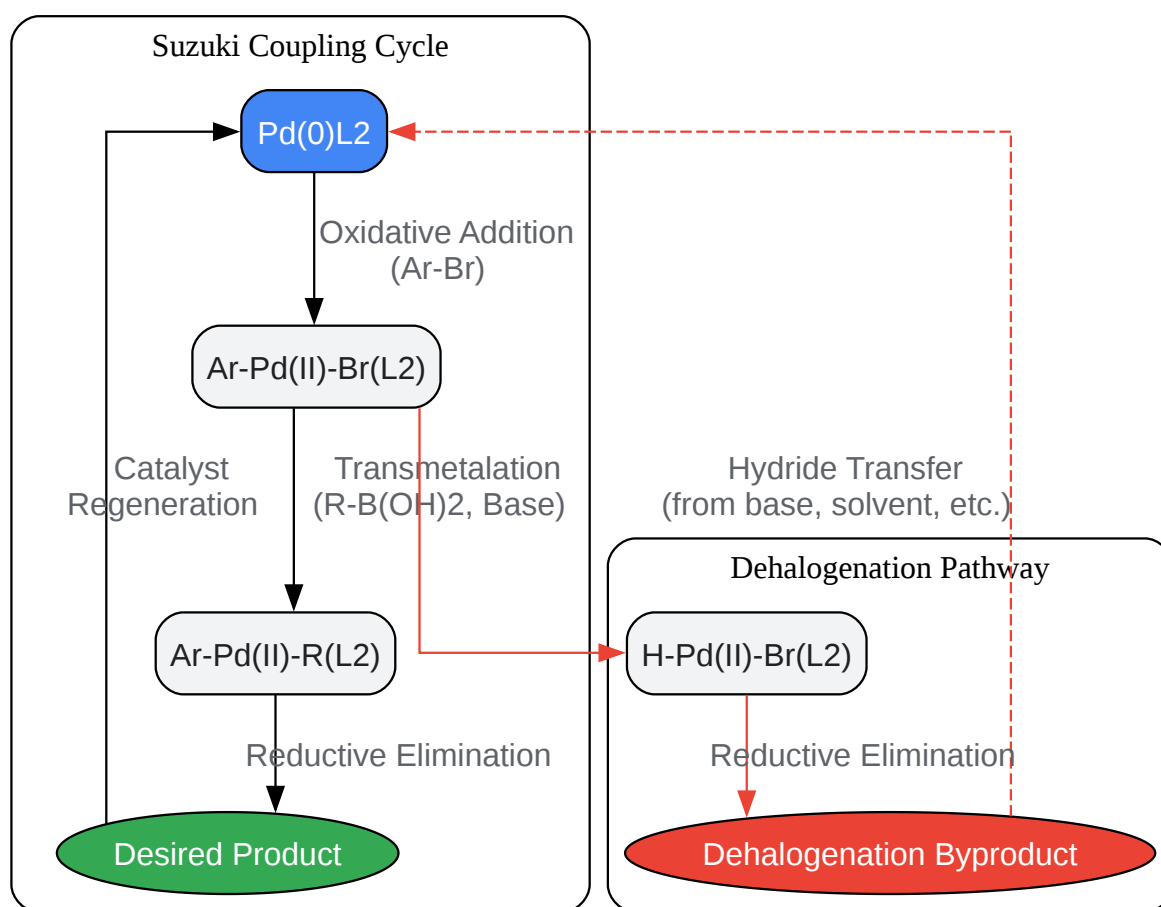 Suzuki Coupling Cycle
Pd(0)L2
Oxidative Addition
(Ar-Br)
Ar-Pd(II)-Br(L2)
Catalyst
Regeneration
Transmetalation
(R-B(OH)2, Base)
Hydride Transfer
(from base, solvent, etc.)
Dehalogenation Pathway
Ar-Pd(II)-R(L2)
H-Pd(II)-Br(L2)
Reductive Elimination
Reductive Elimination
Desired Product
Dehalogenation Byproduct